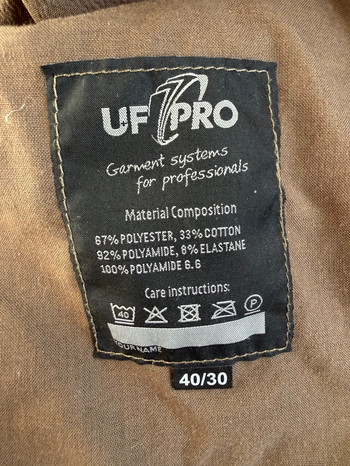 UF PRO
Garment systems
for professionals
Material Composition
67% POLYESTER, 33% COTTON
92% POLYAMIDE, 8% ELASTANE
100% POLYAMIDE 6.6
Care instructions:
40 P
YOUR NAME
40/30